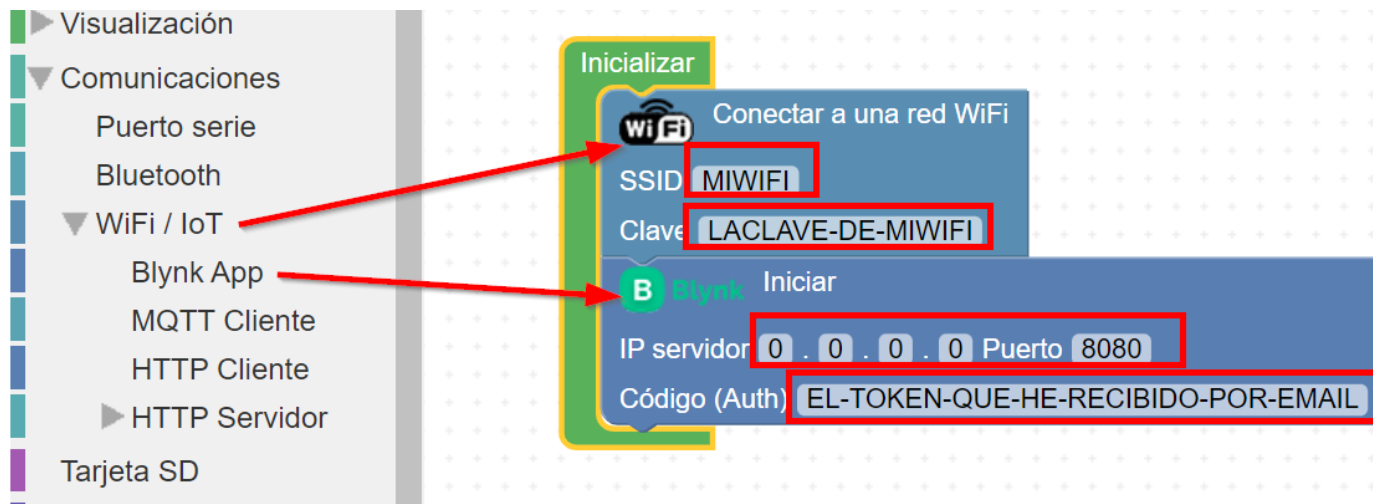 Visualización
Comunicaciones
Puerto serie
Bluetooth
WiFi / IoT
Blynk App
MQTT Cliente
HTTP Cliente
HTTP Servidor
Tarjeta SD
Inicializar
WiFi Conectar a una red WiFi
SSID MIWIFI
Clave LACLAVE-DE-MIWIFI
B Blynk Iniciar
IP servidor 0 . 0 . 0 . 0 Puerto 8080
Código (Auth) EL-TOKEN-QUE-HE-RECIBIDO-POR-EMAIL